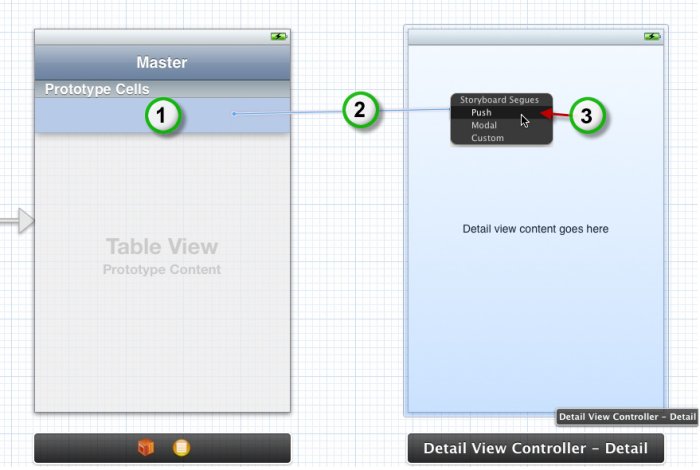 Master
Prototype Cells
1
2
3
Storyboard Segues
Push
Modal
Custom
Table View
Prototype Content
Detail view content goes here
Detail View Controller – Detail
Detail View Controller – Detail